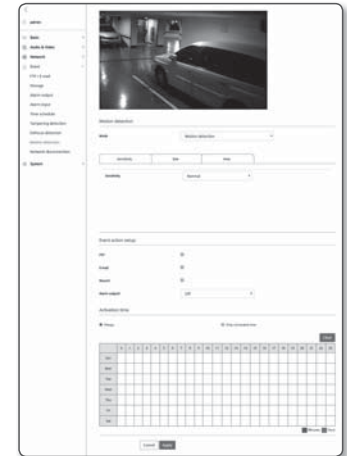 admin
Basic
Audio & Video
Network
Event
FTP / E-mail
Storage
Alarm output
Alarm input
Time schedule
Tampering detection
Defocus detection
Motion detection
Network disconnection
System
Motion detection
Mode
Motion detection
Sensitivity
Size
Area
Sensitivity
Normal
Event action setup
FTP
E-mail
Record
Alarm output
Off
Activation time
Always
Only scheduled time
Clear
Sun
Mon
Tue
Wed
Thu
Fri
Sat
Minute
Hour
Cancel
Apply